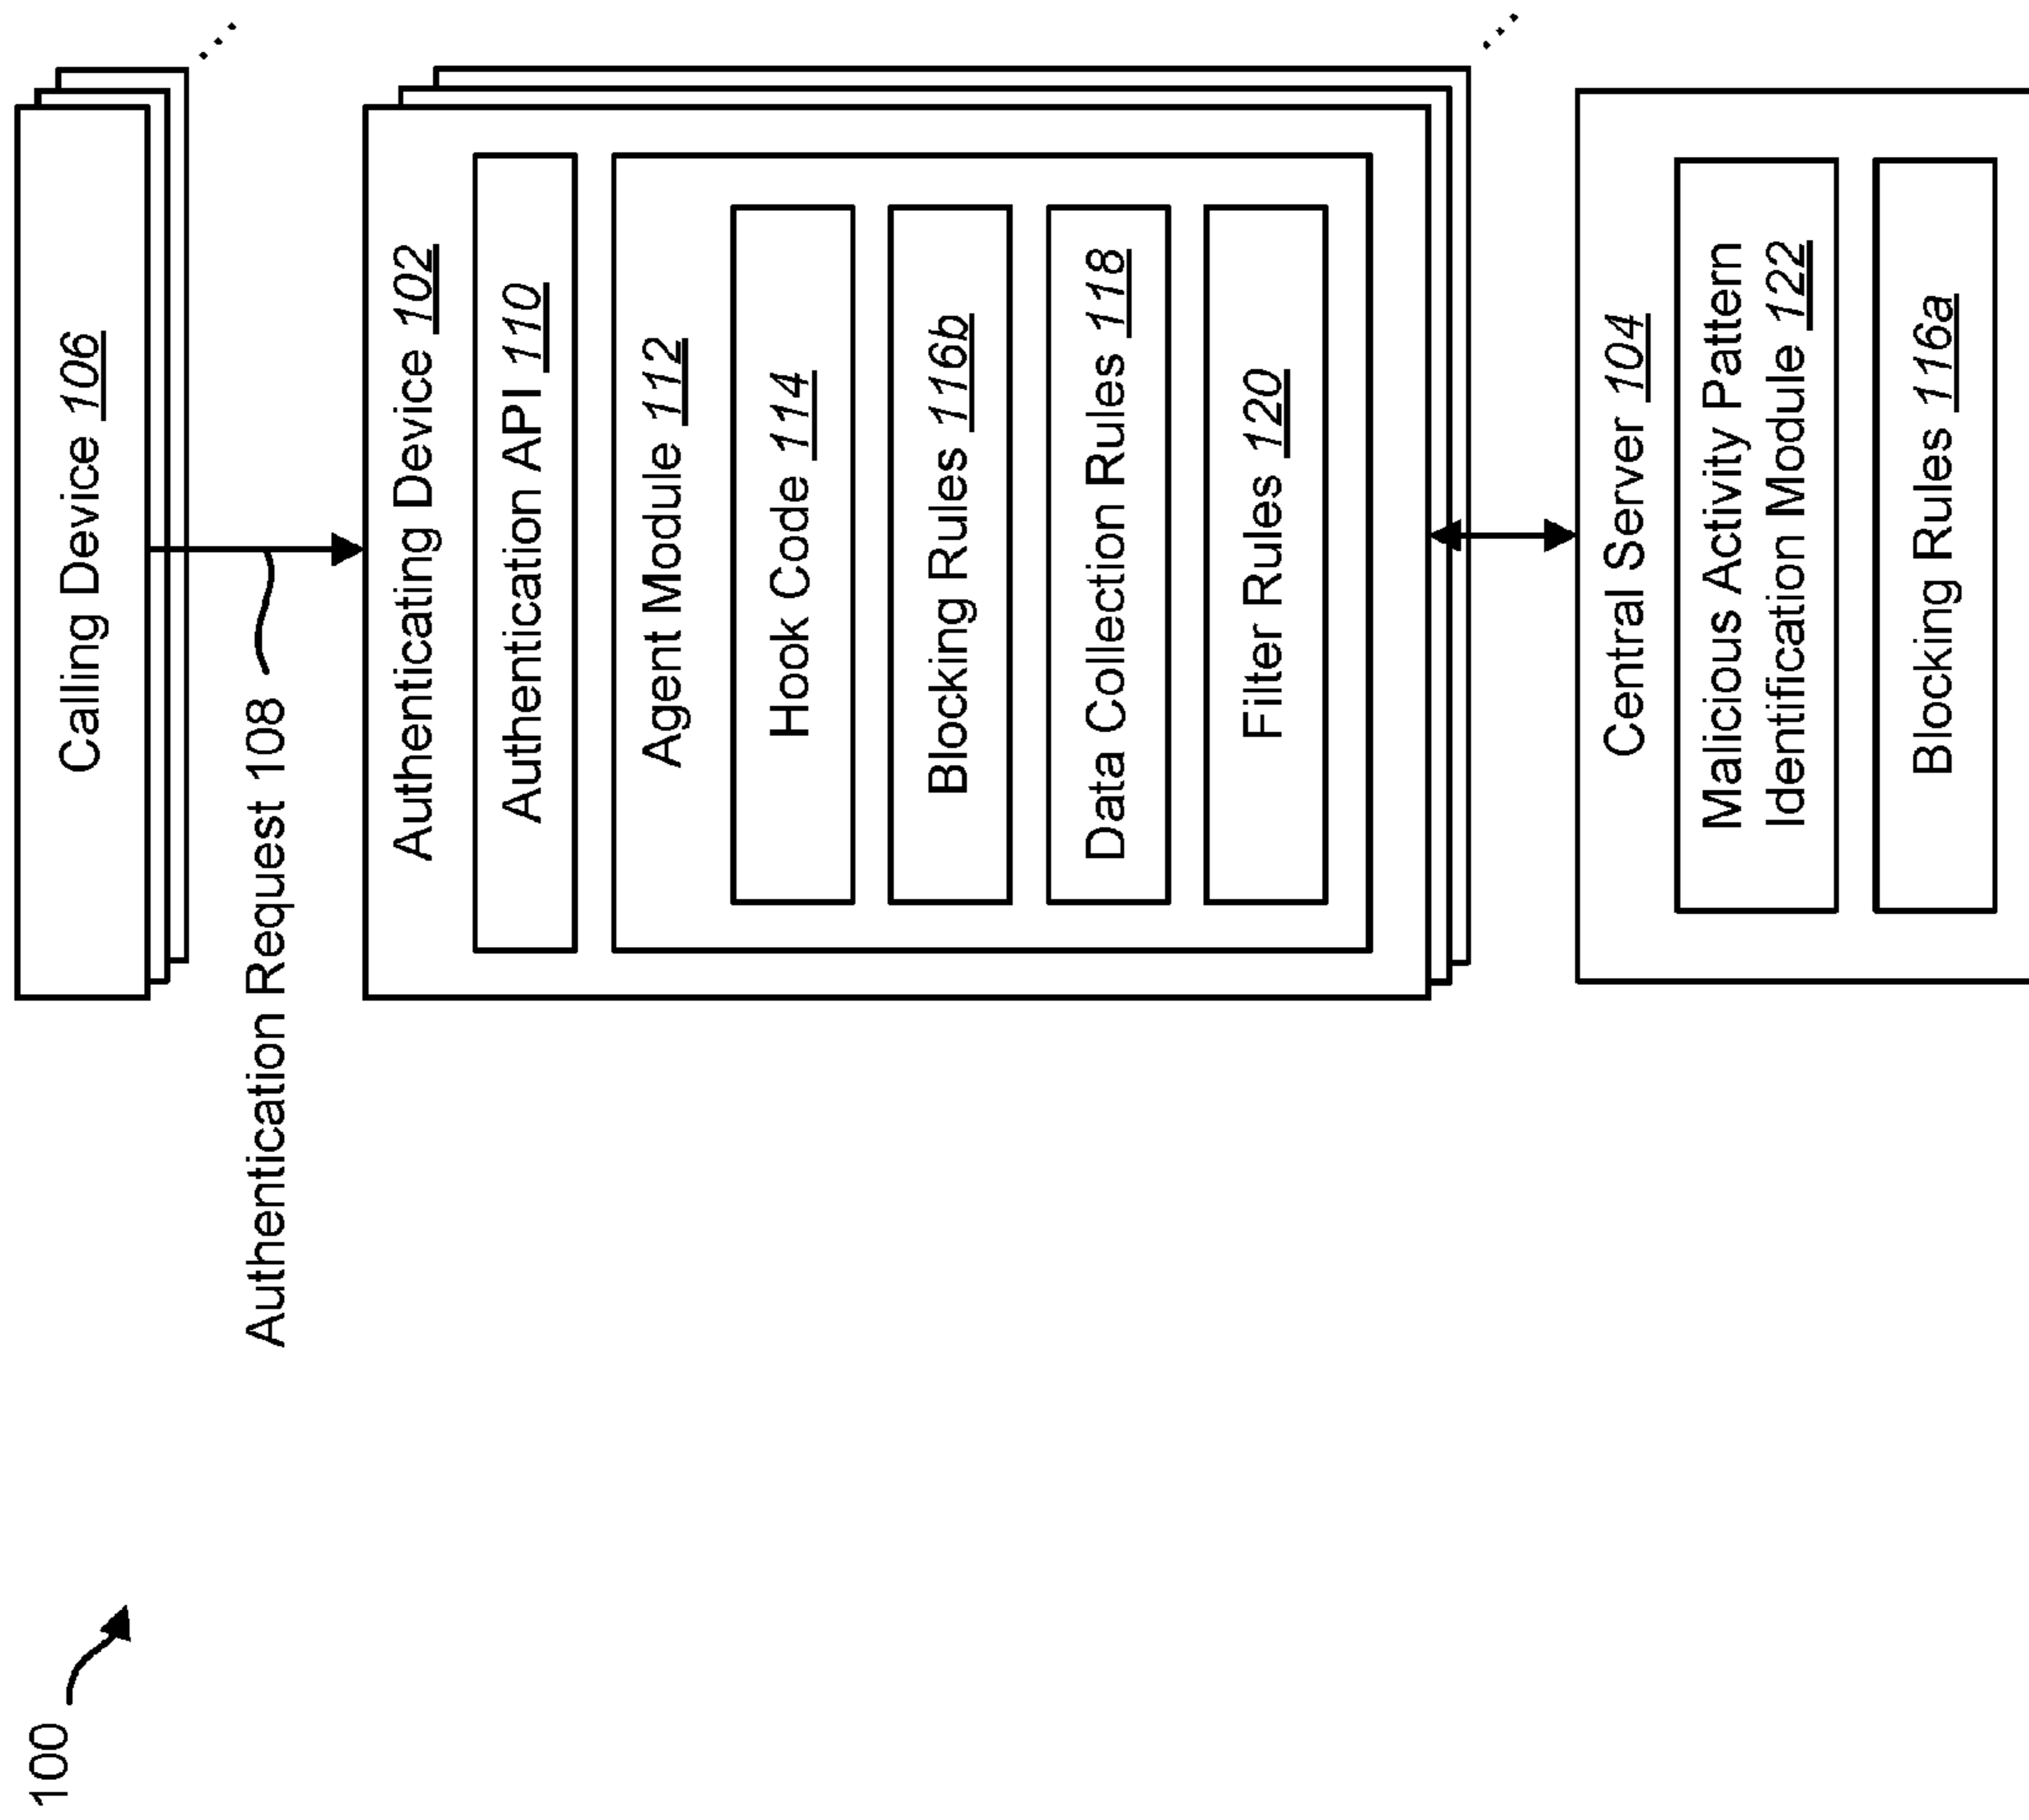 100
Calling Device 106
Authentication Request 108
Authenticating Device 102
Authentication API 110
Agent Module 112
Hook Code 114
Blocking Rules 116b
Data Collection Rules 118
Filter Rules 120
Central Server 104
Malicious Activity Pattern
Identification Module 122
Blocking Rules 116a